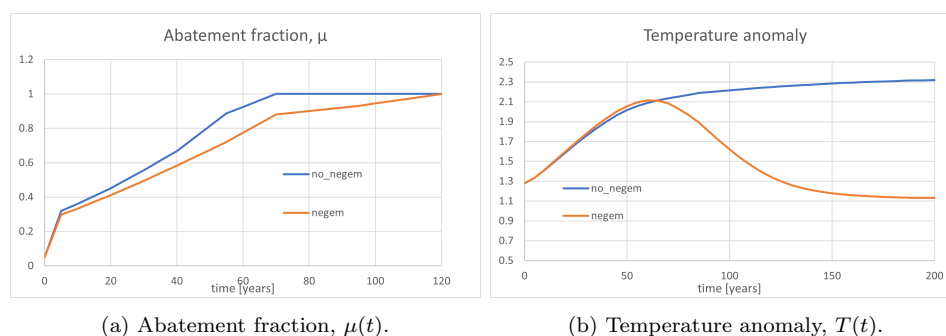 Abatement fraction, μ
1.2
1
0.8
0.6
0.4
0.2
0
0 20 40 60 80 100 120
time [years]
no_negem
negem
(a) Abatement fraction, μ(t).
Temperature anomaly
2.5
2.3
2.1
1.9
1.7
1.5
1.3
1.1
0.9
0.7
0.5
0 50 100 150 200
time [years]
no_negem
negem
(b) Temperature anomaly, T(t).